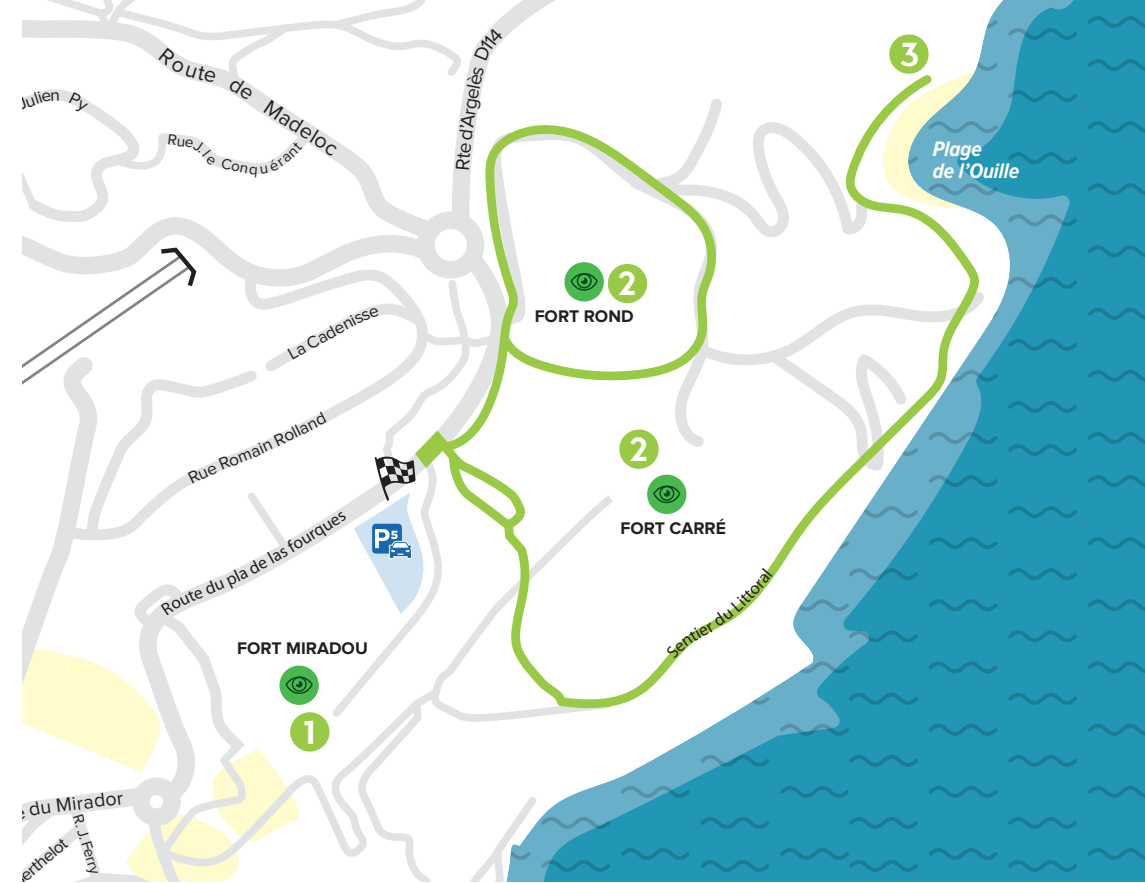 3
Route de Madeloc
Rte d'Argelès D114
Julien Py
Rue J. le Conquérant
Plage
de l'Ouille
2
FORT ROND
La Cadenisse
Rue Romain Rolland
2
FORT CARRÉ
P5
Route du pla de las fourques
Sentier du Littoral
FORT MIRADOU
1
du Mirador
R. J. Ferry
erthelot